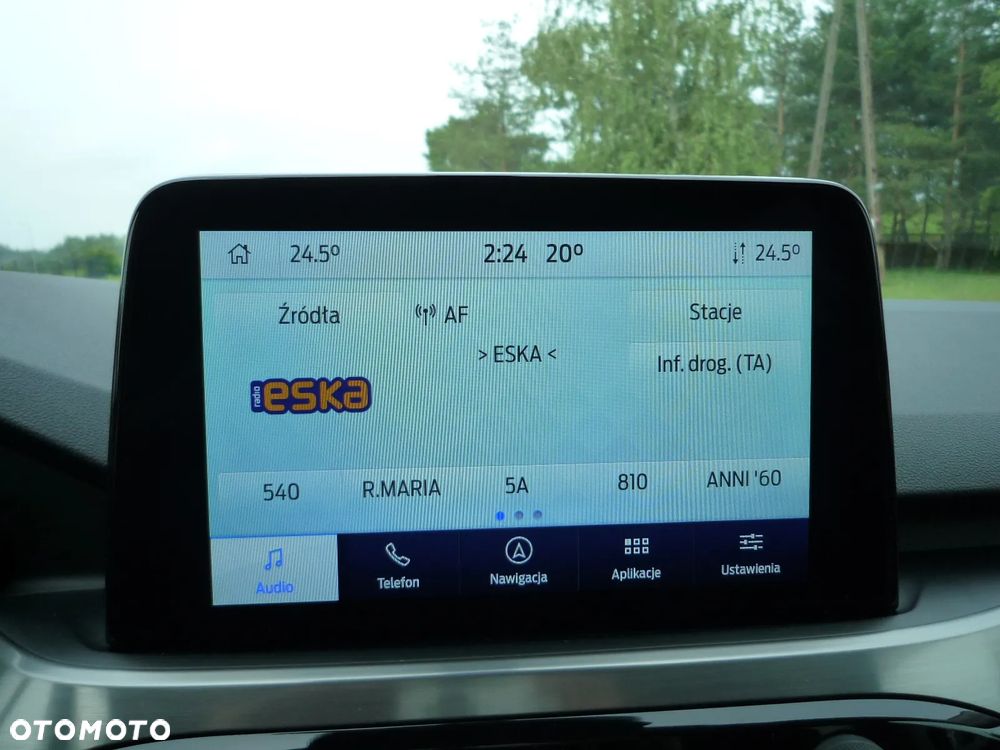 24.5° 2:24 20° 24.5°
Źródła AF Stacje
> ESKA <
Inf. drog. (TA)
radio eska
540 R.MARIA 5A 810 ANNI '60
Audio Telefon Nawigacja Aplikacje Ustawienia
OTOMOTO